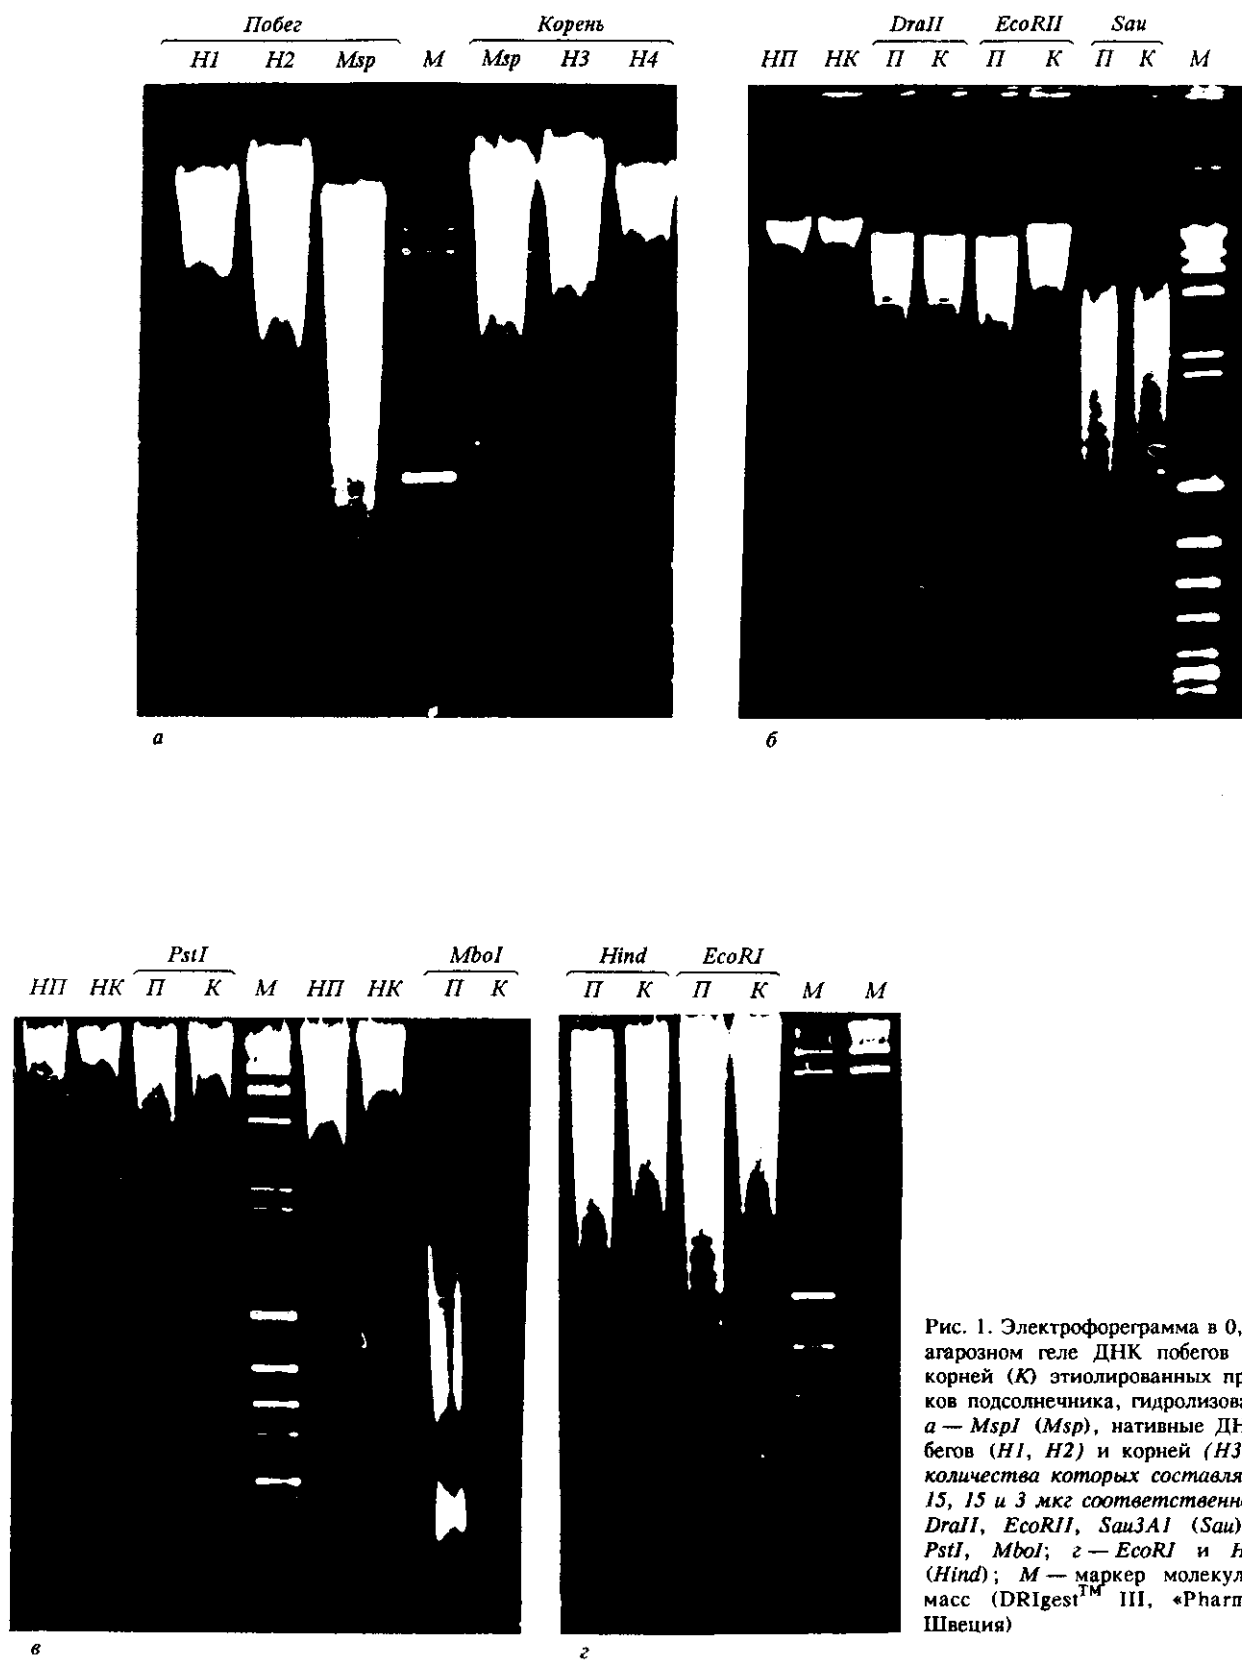 Побег Корень
H1 H2 Msp M Msp H3 H4
DraII EcoRII Sau
НП НК П К П К П К М
а
б
PstI MboI
НП НК П К М НП НК П К
Hind EcoRI
П К П К М М
в
г
Рис. 1. Электрофореграмма в 0,
агарозном геле ДНК побегов
корней (К) этиолированных пр
ков подсолнечника, гидролизова
а — MspI (Msp), нативные ДН
бегов (H1, H2) и корней (H3
количества которых составля
15, 15 и 3 мкг соответственн
DraII, EcoRII, Sau3A1 (Sau)
PstI, MboI; г — EcoRI и H
(Hind); М — маркер молекул
масс (DRIgest™ III, «Pharm
Швеция)